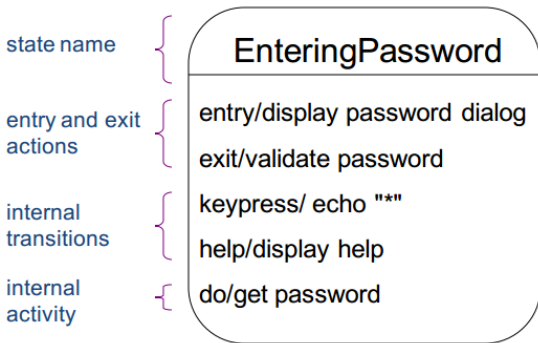 state name
EnteringPassword
entry and exit
actions
entry/display password dialog
exit/validate password
internal
transitions
keypress/ echo "*"
help/display help
internal
activity
do/get password